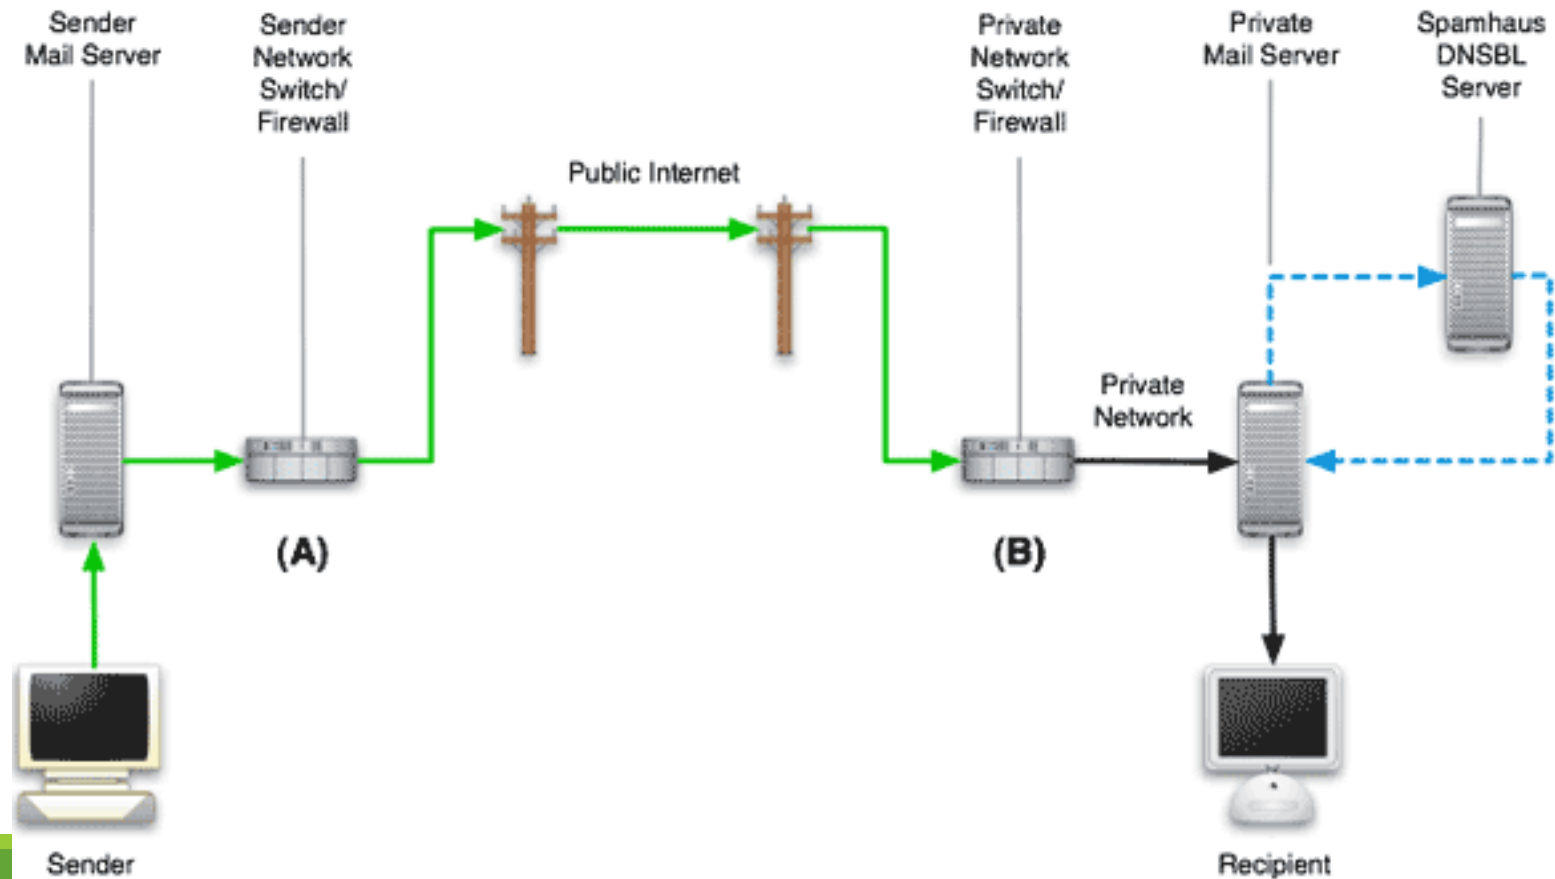 Sender
Mail Server
Sender
Network
Switch/
Firewall
Public Internet
Private
Network
Switch/
Firewall
Private
Mail Server
Spamhaus
DNSBL
Server
Private
Network
(A)
(B)
Sender
Recipient